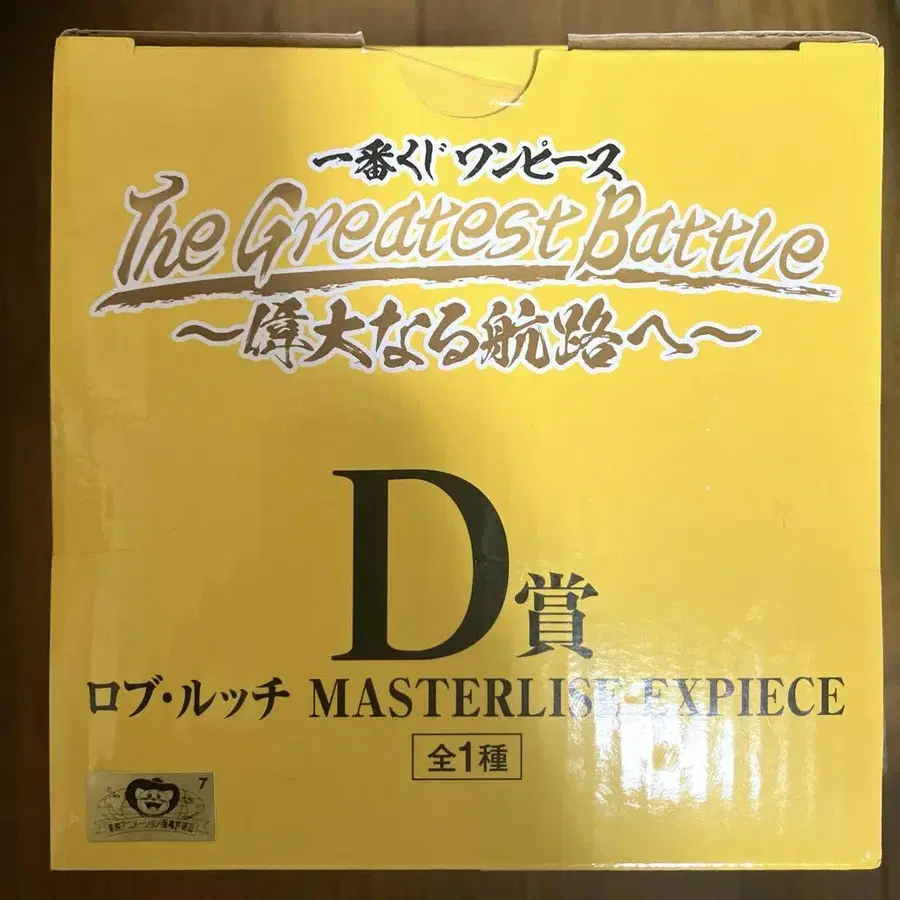 一番くじ ワンピース
The Greatest Battle
～偉大なる航路へ～
D賞
ロブ・ルッチ MASTERLISE EXPIECE
全1種
7